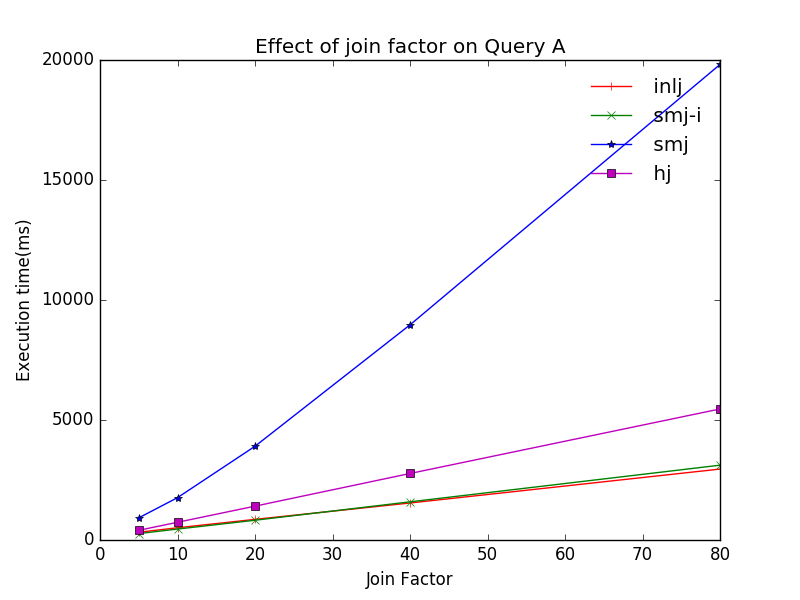 Effect of join factor on Query A
20000
15000
10000
5000
0
Execution time(ms)
inlj
smj-i
smj
hj
0 10 20 30 40 50 60 70 80
Join Factor